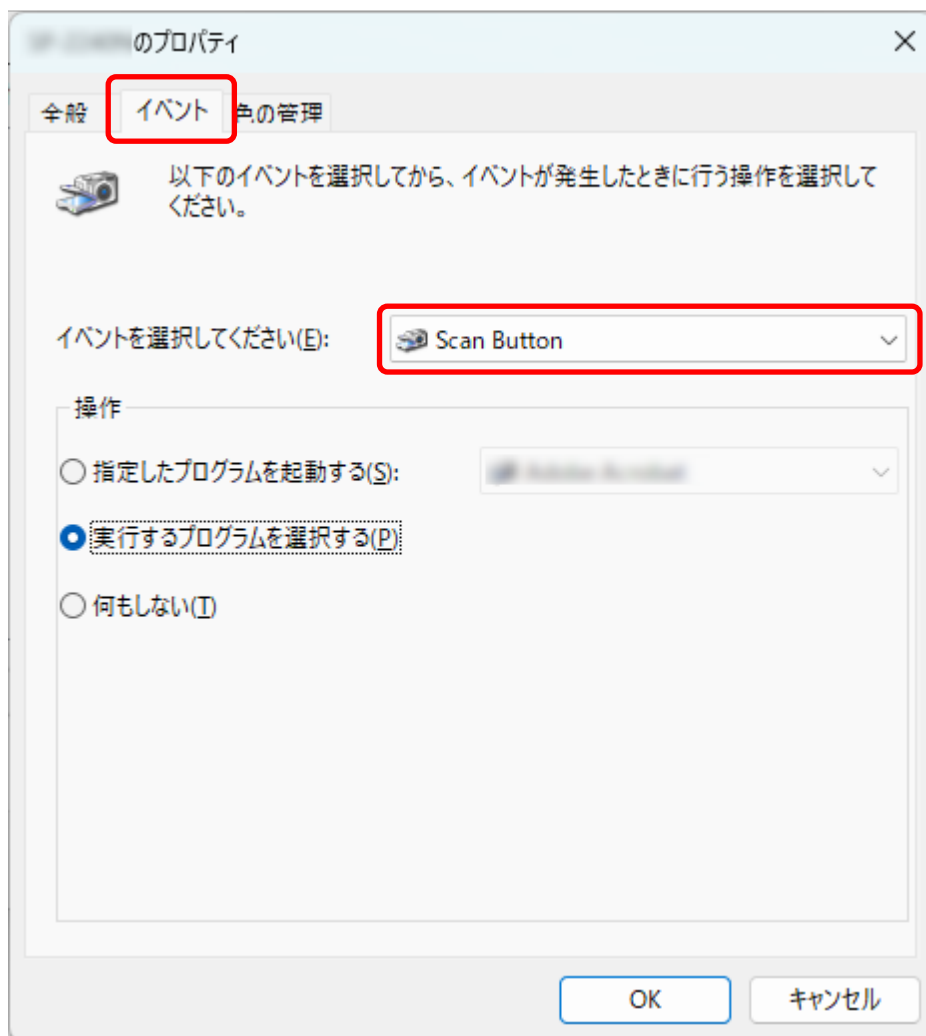 のプロパティ
全般
イベント
色の管理
以下のイベントを選択してから、イベントが発生したときに行う操作を選択して
ください。
イベントを選択してください(E):
Scan Button
操作
指定したプログラムを起動する(S):
実行するプログラムを選択する(P)
何もしない(T)
OK
キャンセル